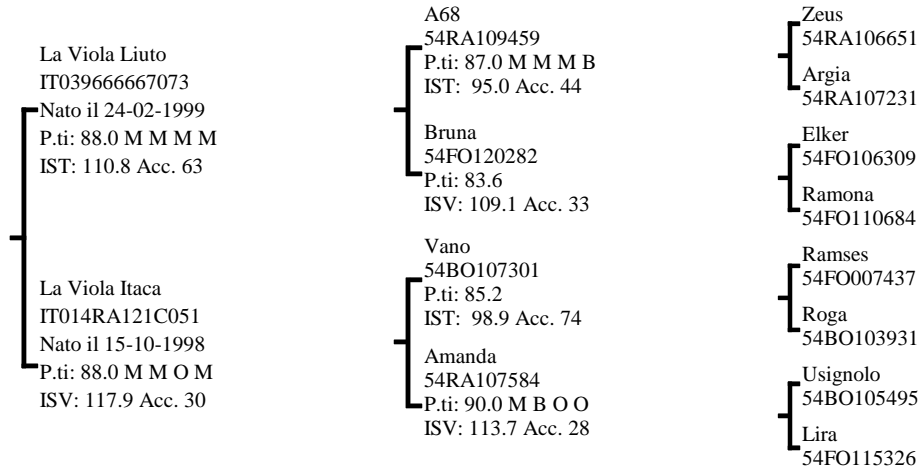 La Viola Liuto
IT039666667073
Nato il 24-02-1999
P.ti: 88.0 M M M M
IST: 110.8 Acc. 63
La Viola Itaca
IT014RA121C051
Nato il 15-10-1998
P.ti: 88.0 M M O M
ISV: 117.9 Acc. 30
A68
54RA109459
P.ti: 87.0 M M M B
IST: 95.0 Acc. 44
Bruna
54FO120282
P.ti: 83.6
ISV: 109.1 Acc. 33
Vano
54BO107301
P.ti: 85.2
IST: 98.9 Acc. 74
Amanda
54RA107584
P.ti: 90.0 M B O O
ISV: 113.7 Acc. 28
Zeus
54RA106651
Argia
54RA107231
Elker
54FO106309
Ramona
54FO110684
Ramses
54FO007437
Roga
54BO103931
Usignolo
54BO105495
Lira
54FO115326